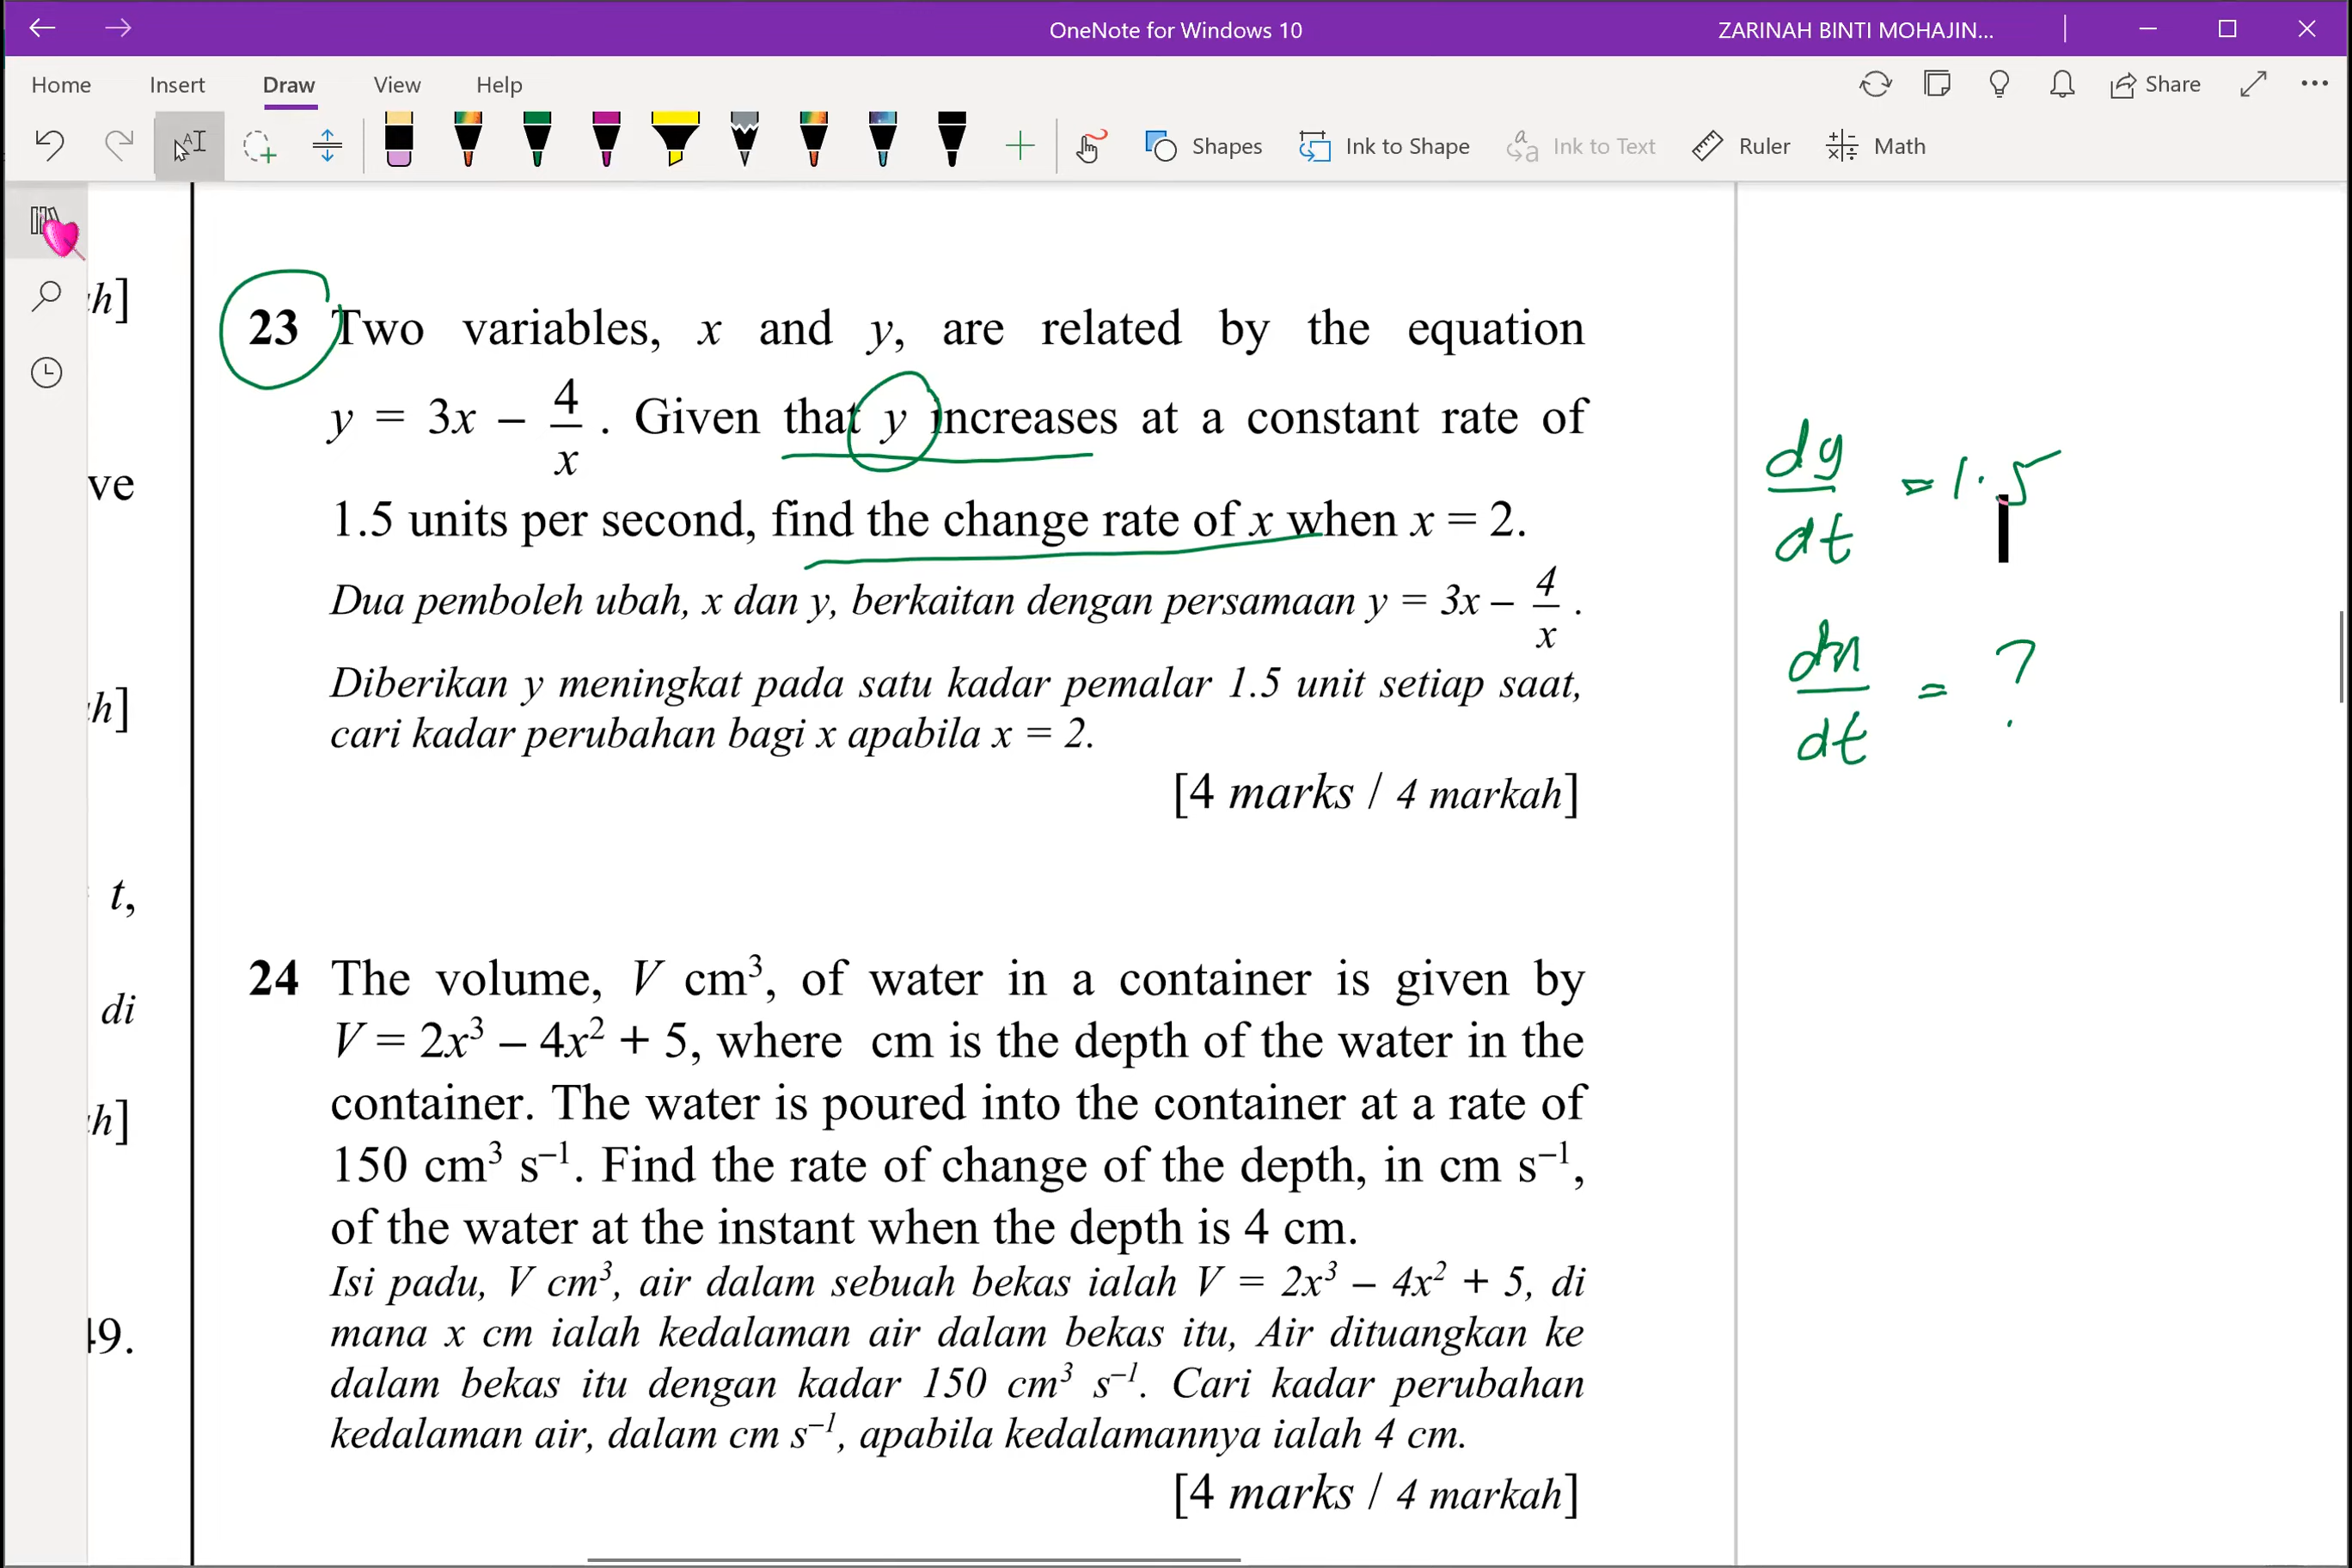 OneNote for Windows 10
ZARINAH BINTI MOHAJIN...
Home Insert Draw View Help
Share
Shapes Ink to Shape Ink to Text Ruler Math
h]
ve
h]
t,
di
h]
49.
23 Two variables, x and y, are related by the equation
y = 3x – 4/x . Given that y increases at a constant rate of
1.5 units per second, find the change rate of x when x = 2.
Dua pemboleh ubah, x dan y, berkaitan dengan persamaan y = 3x – 4/x .
Diberikan y meningkat pada satu kadar pemalar 1.5 unit setiap saat,
cari kadar perubahan bagi x apabila x = 2.
[4 marks / 4 markah]
24 The volume, V cm³, of water in a container is given by
V = 2x³ – 4x² + 5, where cm is the depth of the water in the
container. The water is poured into the container at a rate of
150 cm³ s⁻¹. Find the rate of change of the depth, in cm s⁻¹,
of the water at the instant when the depth is 4 cm.
Isi padu, V cm³, air dalam sebuah bekas ialah V = 2x³ – 4x² + 5, di
mana x cm ialah kedalaman air dalam bekas itu, Air dituangkan ke
dalam bekas itu dengan kadar 150 cm³ s⁻¹. Cari kadar perubahan
kedalaman air, dalam cm s⁻¹, apabila kedalamannya ialah 4 cm.
[4 marks / 4 markah]
dy/dt = 1.5
dx/dt = ?